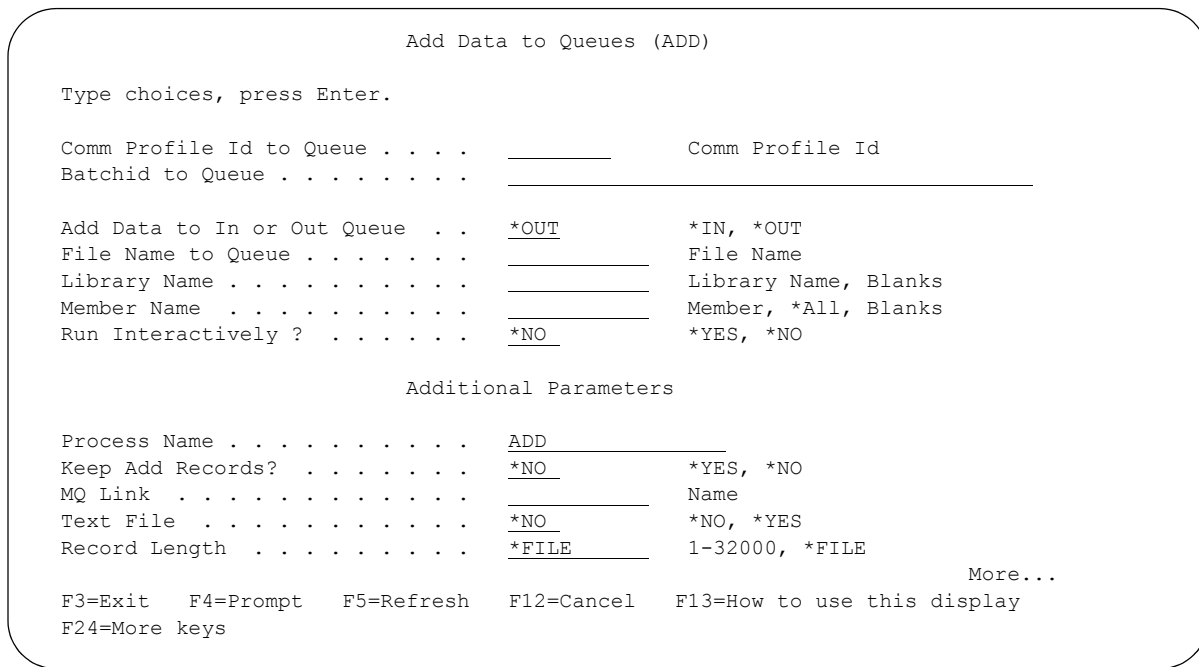 Add Data to Queues (ADD)
Type choices, press Enter.
Comm Profile Id to Queue . . . . Comm Profile Id
Batchid to Queue . . . . . . . .
Add Data to In or Out Queue . . *OUT *IN, *OUT
File Name to Queue . . . . . . . File Name
Library Name . . . . . . . . . . Library Name, Blanks
Member Name . . . . . . . . . . Member, *All, Blanks
Run Interactively ? . . . . . . *NO *YES, *NO
Additional Parameters
Process Name . . . . . . . . . . ADD
Keep Add Records? . . . . . . . *NO *YES, *NO
MQ Link . . . . . . . . . . . . Name
Text File . . . . . . . . . . . *NO *NO, *YES
Record Length . . . . . . . . . *FILE 1-32000, *FILE
More...
F3=Exit F4=Prompt F5=Refresh F12=Cancel F13=How to use this display
F24=More keys